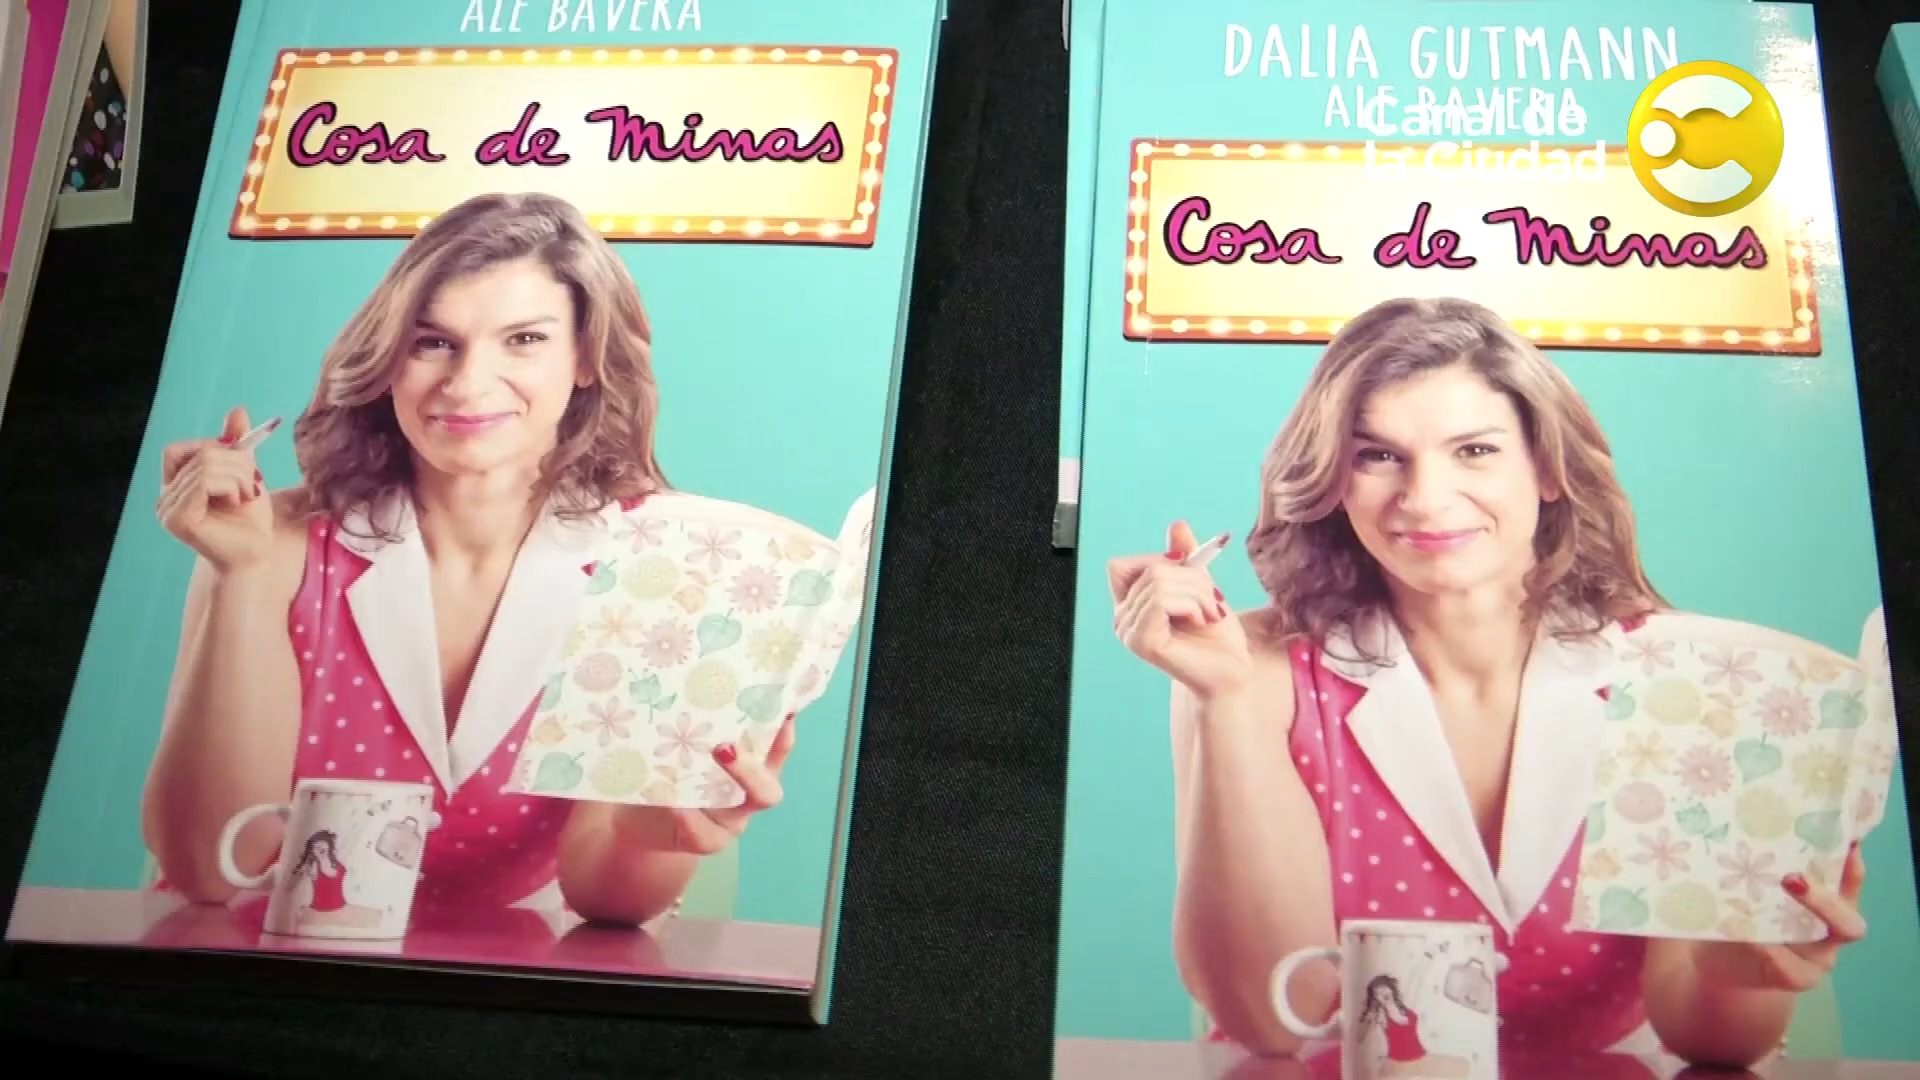 ALE BAVERA
Cosa de Minas
DALIA GUTMANN
ALE BAVERA
Cosa de Minas
Canal de
la Ciudad